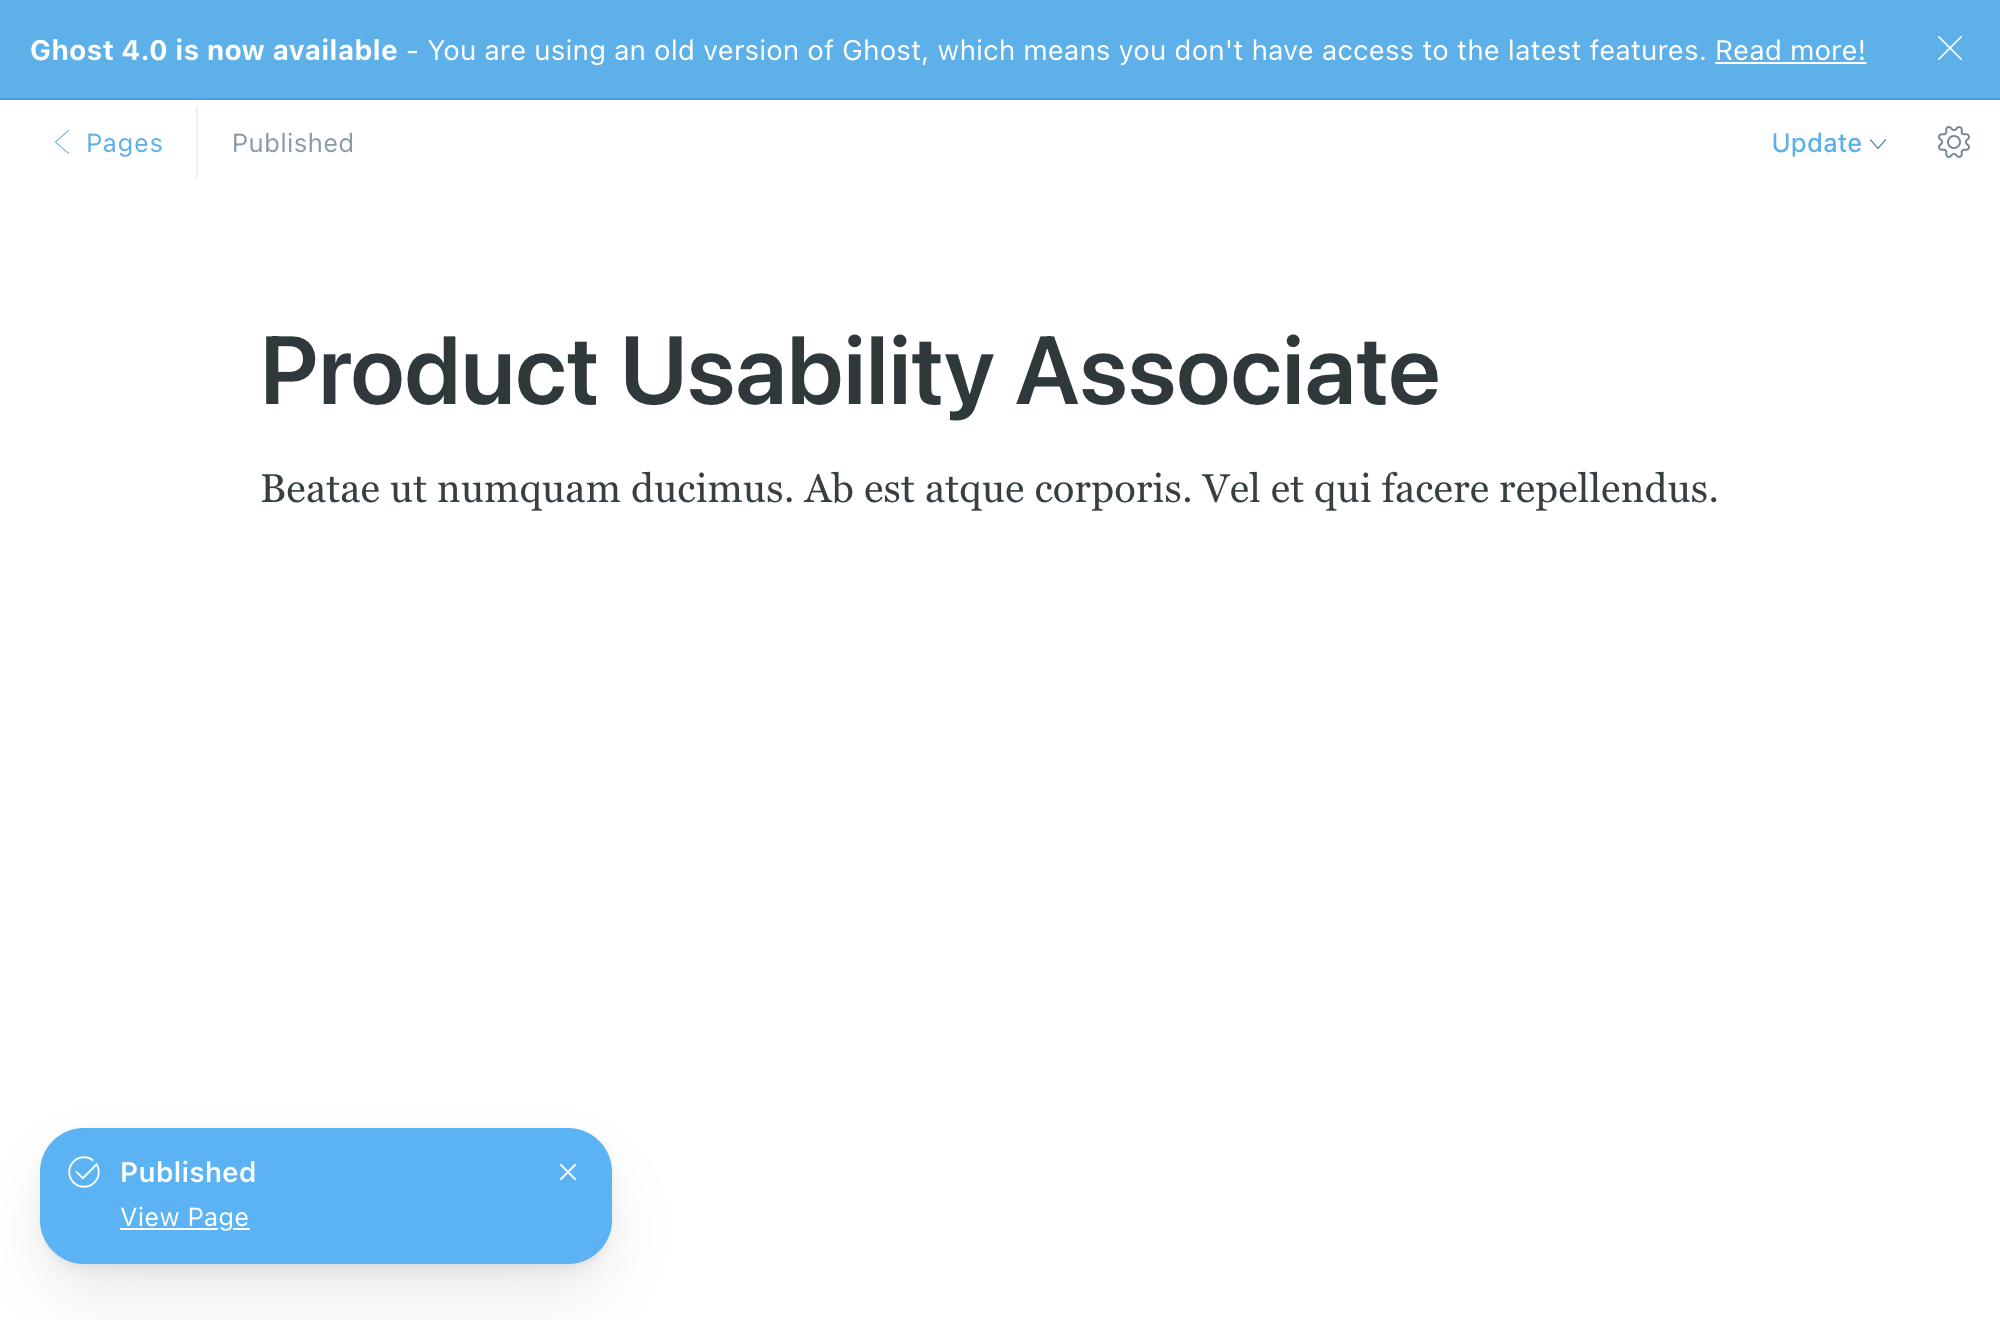 Ghost 4.0 is now available - You are using an old version of Ghost, which means you don't have access to the latest features. Read more!
Pages
Published
Update
Product Usability Associate
Beatae ut numquam ducimus. Ab est atque corporis. Vel et qui facere repellendus.
Published
View Page